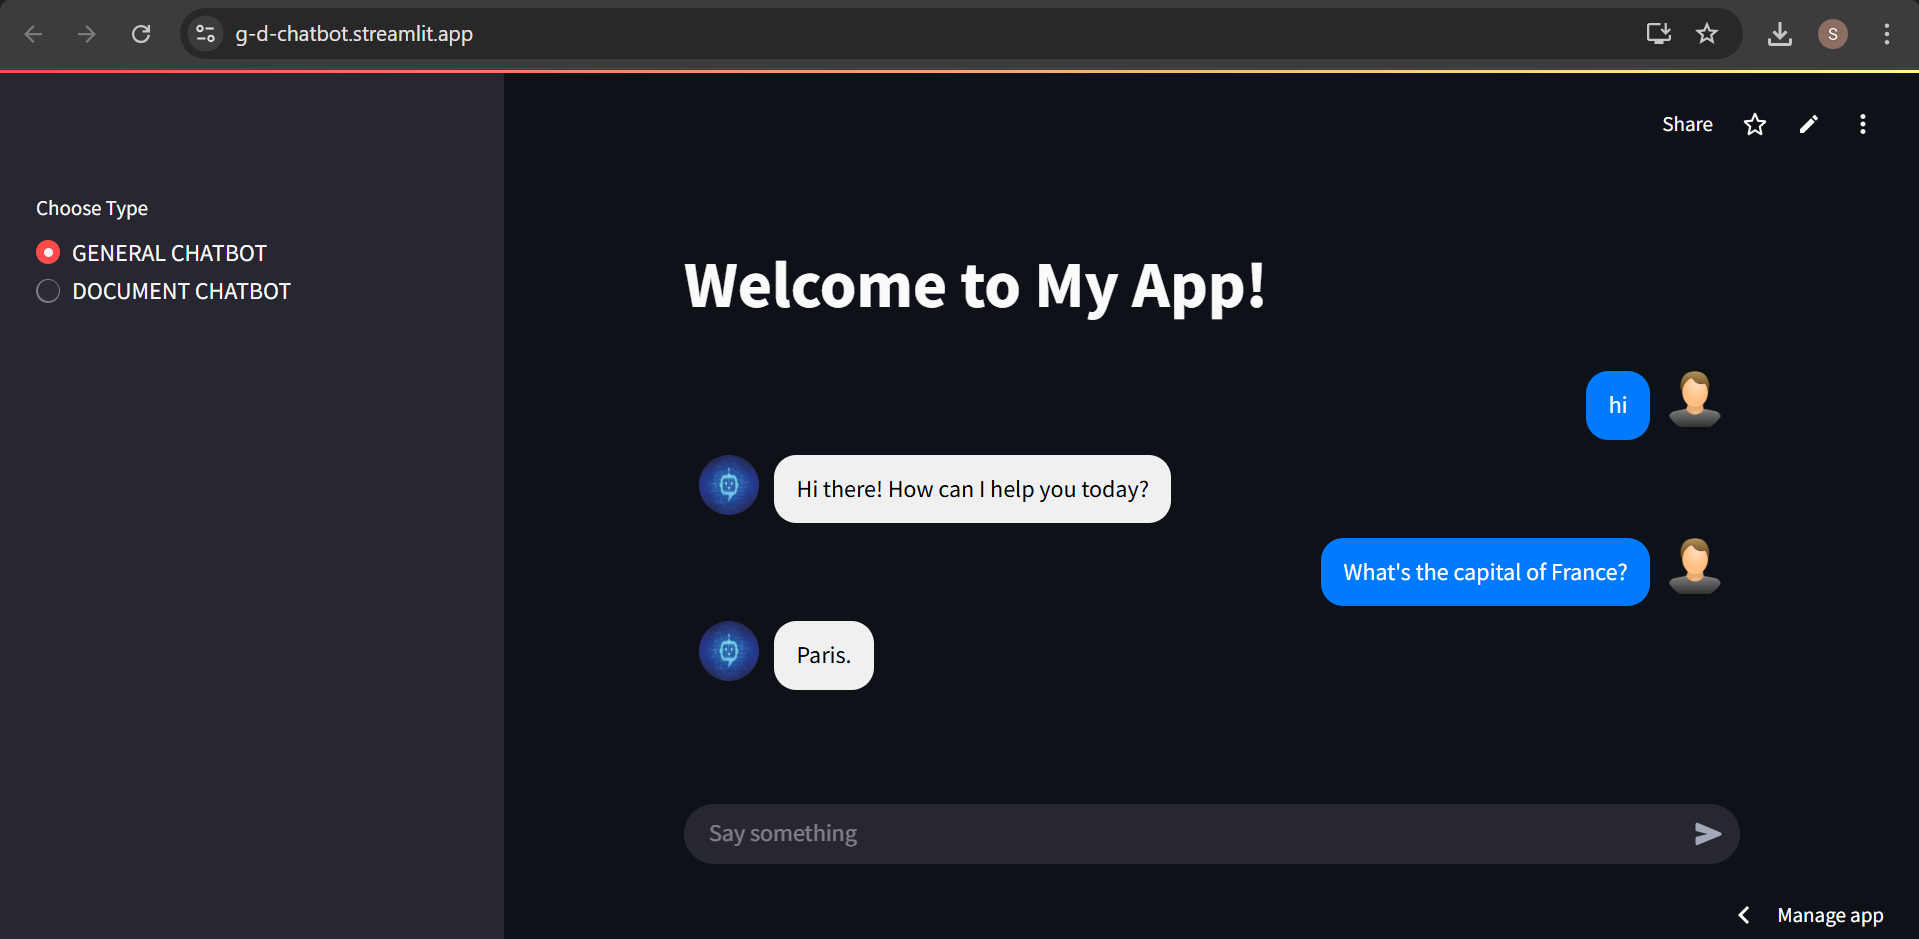 g-d-chatbot.streamlit.app
S
Share
Choose Type
GENERAL CHATBOT
DOCUMENT CHATBOT
Welcome to My App!
hi
Hi there! How can I help you today?
What's the capital of France?
Paris.
Say something
Manage app